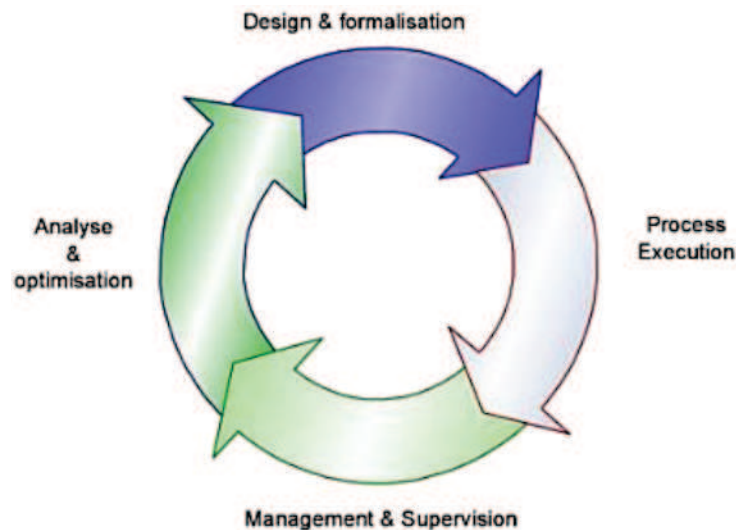 Design & formalisation
Process
Execution
Management & Supervision
Analyse
&
optimisation